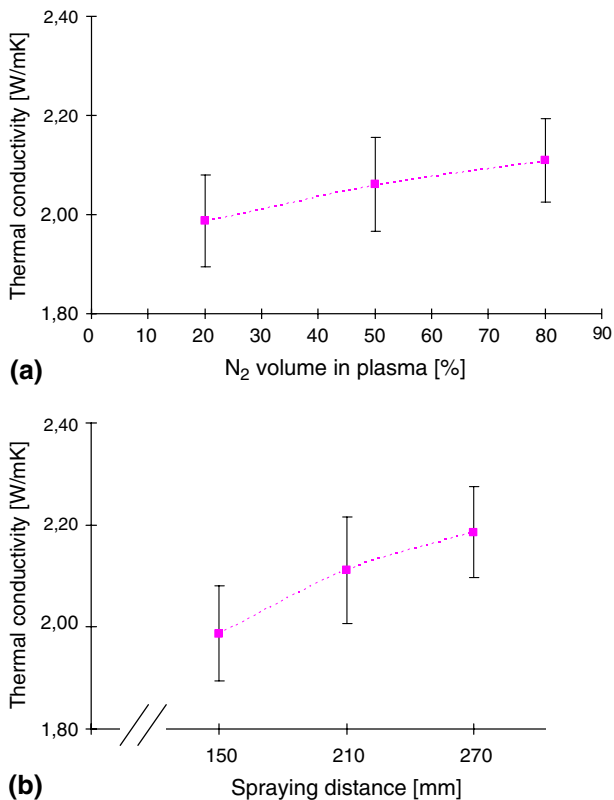 2,40
2,20
2,00
1,80
Thermal conductivity [W/mK]
0 10 20 30 40 50 60 70 80 90
N₂ volume in plasma [%]
(a)
2,40
2,20
2,00
1,80
Thermal conductivity [W/mK]
150 210 270
Spraying distance [mm]
(b)